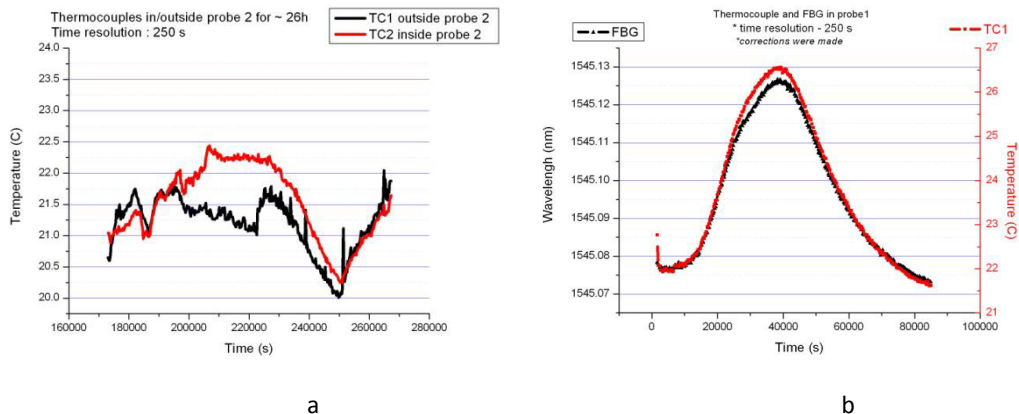 Thermocouples in/outside probe 2 for ~ 26h
Time resolution : 250 s
TC1 outside probe 2
TC2 inside probe 2
24.0
23.5
23.0
22.5
22.0
21.5
21.0
20.5
20.0
Temperature (C)
160000 180000 200000 220000 240000 260000 280000
Time (s)
a
Thermocouple and FBG in probe1
* time resolution - 250 s
*corrections were made
FBG
TC1
1545.13
1545.12
1545.11
1545.10
1545.09
1545.08
1545.07
Wavelengh (nm)
27
26
25
24
23
22
21
Temperature (C)
0 20000 40000 60000 80000 100000
Time (s)
b